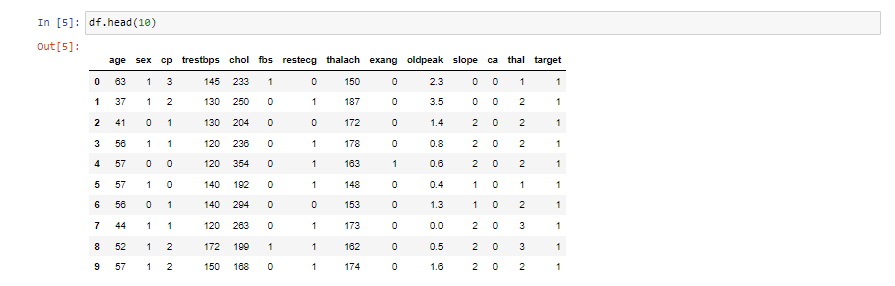 In [5]: df.head(10)
Out[5]:
age sex cp trestbps chol fbs restecg thalach exang oldpeak slope ca thal target
0 63 1 3 145 233 1 0 150 0 2.3 0 0 1 1
1 37 1 2 130 250 0 1 187 0 3.5 0 0 2 1
2 41 0 1 130 204 0 0 172 0 1.4 2 0 2 1
3 56 1 1 120 236 0 1 178 0 0.8 2 0 2 1
4 57 0 0 120 354 0 1 163 1 0.6 2 0 2 1
5 57 1 0 140 192 0 1 148 0 0.4 1 0 1 1
6 56 0 1 140 294 0 0 153 0 1.3 1 0 2 1
7 44 1 1 120 263 0 1 173 0 0.0 2 0 3 1
8 52 1 2 172 199 1 1 162 0 0.5 2 0 3 1
9 57 1 2 150 168 0 1 174 0 1.6 2 0 2 1